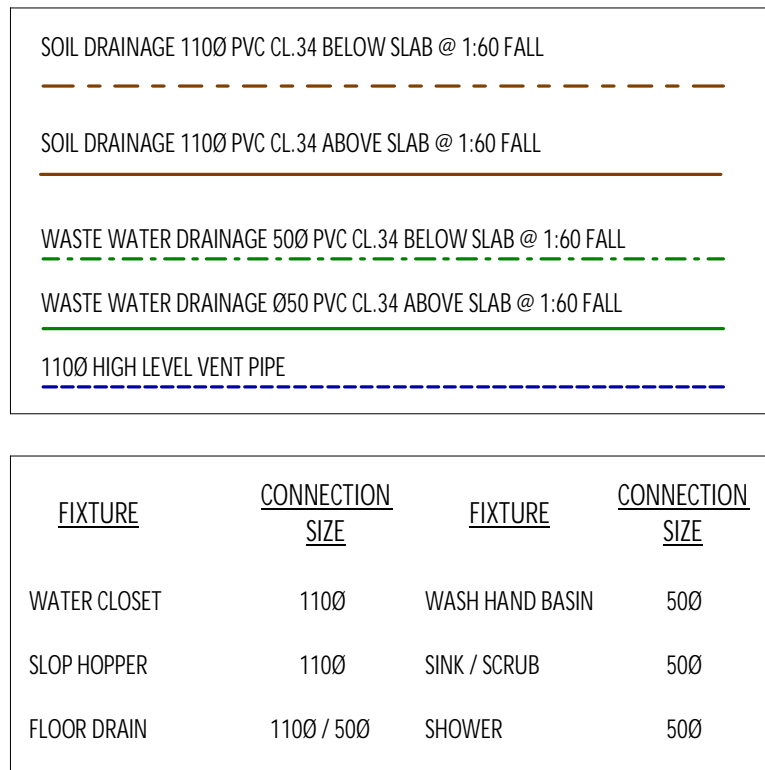 SOIL DRAINAGE 110Ø PVC CL.34 BELOW SLAB @ 1:60 FALL
SOIL DRAINAGE 110Ø PVC CL.34 ABOVE SLAB @ 1:60 FALL
WASTE WATER DRAINAGE 50Ø PVC CL.34 BELOW SLAB @ 1:60 FALL
WASTE WATER DRAINAGE Ø50 PVC CL.34 ABOVE SLAB @ 1:60 FALL
110Ø HIGH LEVEL VENT PIPE
FIXTURE CONNECTION SIZE FIXTURE CONNECTION SIZE
WATER CLOSET 110Ø WASH HAND BASIN 50Ø
SLOP HOPPER 110Ø SINK / SCRUB 50Ø
FLOOR DRAIN 110Ø / 50Ø SHOWER 50Ø